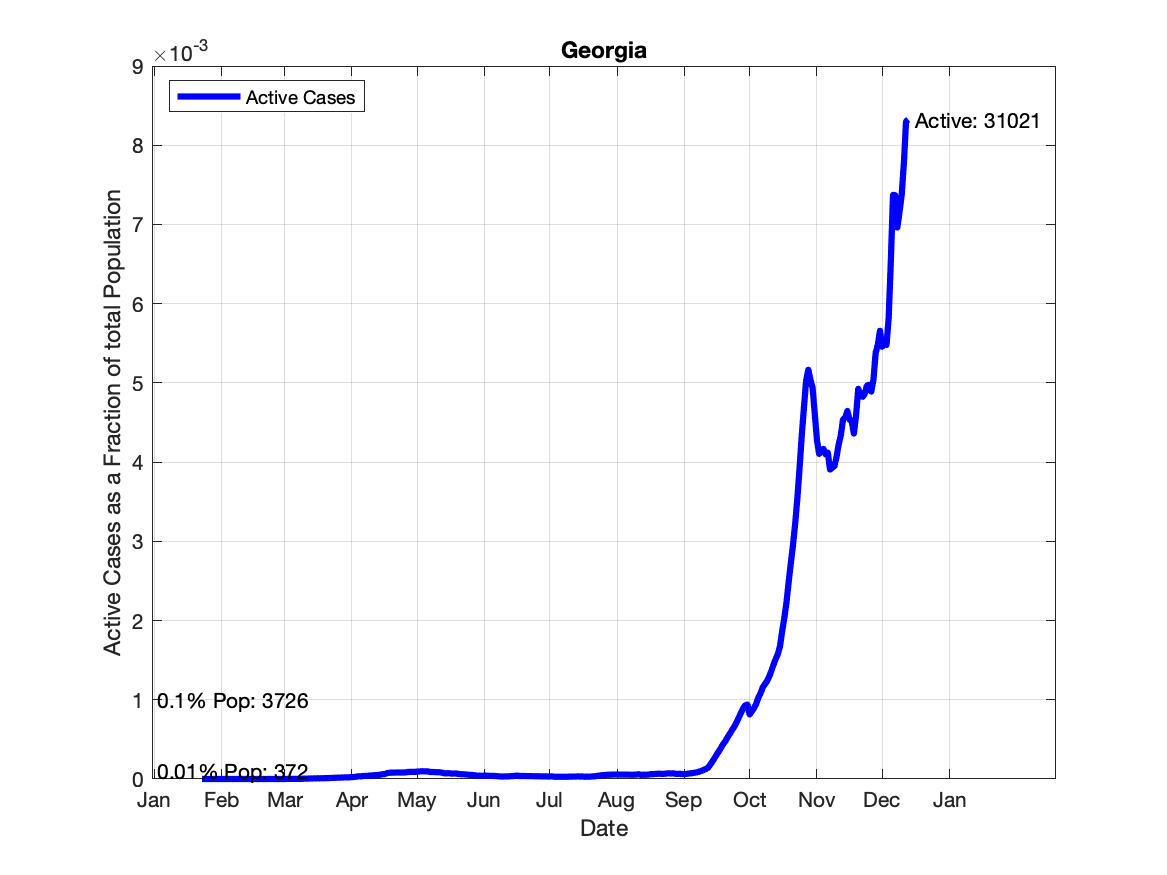 Georgia
×10-3
9
8
7
6
5
4
3
2
1
0
Active Cases as a Fraction of total Population
Active Cases
Active: 31021
0.1% Pop: 3726
0.01% Pop: 372
Jan Feb Mar Apr May Jun Jul Aug Sep Oct Nov Dec Jan
Date